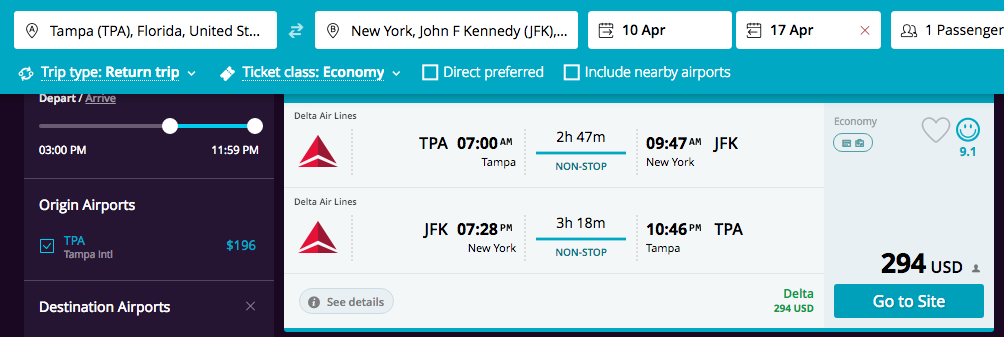 Tampa (TPA), Florida, United St...
New York, John F Kennedy (JFK),...
10 Apr
17 Apr
1 Passenger
Trip type: Return trip
Ticket class: Economy
Direct preferred
Include nearby airports
Depart / Arrive
03:00 PM
11:59 PM
Origin Airports
TPA
Tampa Intl
$196
Destination Airports
Delta Air Lines
TPA 07:00 AM
Tampa
2h 47m
NON-STOP
09:47 AM JFK
New York
Delta Air Lines
JFK 07:28 PM
New York
3h 18m
NON-STOP
10:46 PM TPA
Tampa
See details
Delta
294 USD
Economy
9.1
294 USD
Go to Site